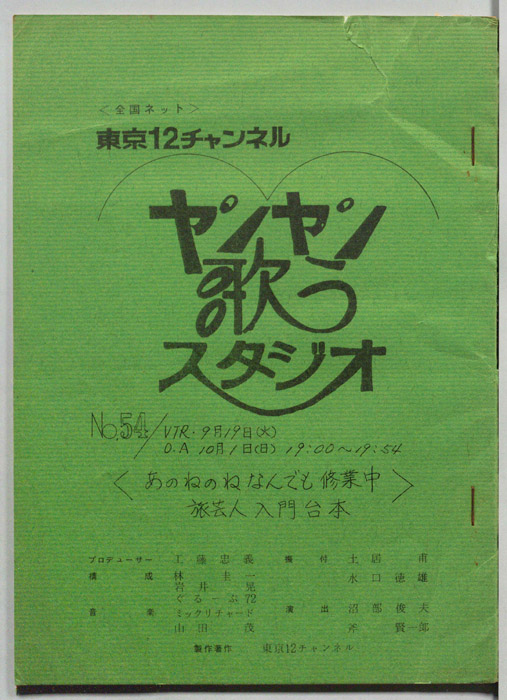 <全国ネット>
東京12チャンネル
ヤンヤン
歌う
スタジオ
No.54/VTR・9月19日(火)
O.A 10月1日(日) 19:00〜19:54
<あのねのねなんでも修業中>
旅芸人入門台本
プロデューサー 工藤忠義 振付 土居甫
構成 林圭一 水口徳雄
岩井晃
ぐるーぷ72
音楽 ミックリチャード 演出 沼部俊夫
山田茂 斧賢一郎
製作著作 東京12チャンネル